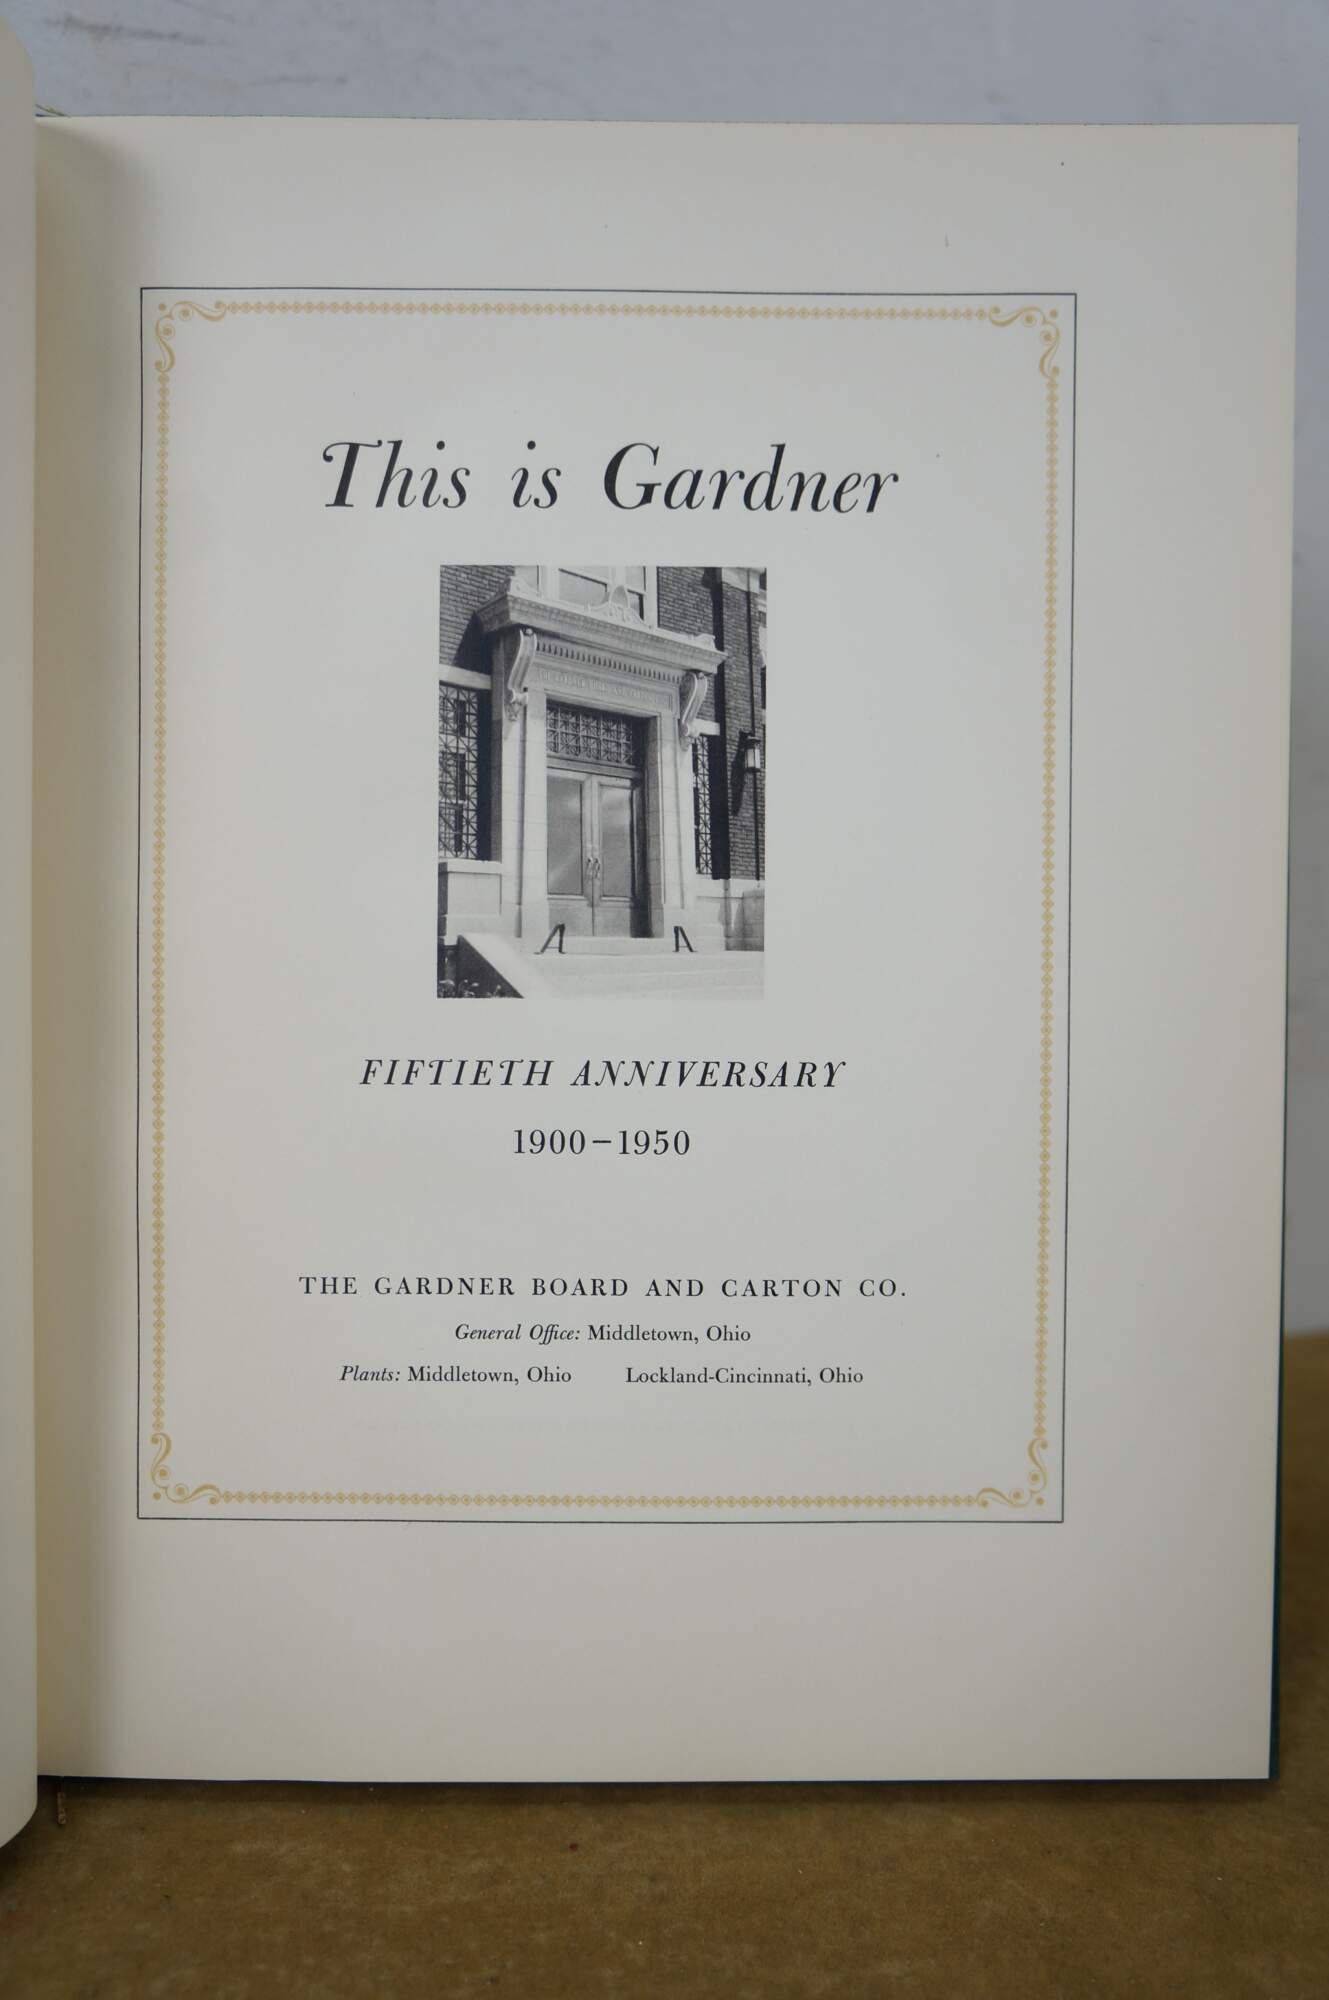 This is Gardner
FIFTIETH ANNIVERSARY
1900–1950
THE GARDNER BOARD AND CARTON CO.
General Office: Middletown, Ohio
Plants: Middletown, Ohio Lockland-Cincinnati, Ohio